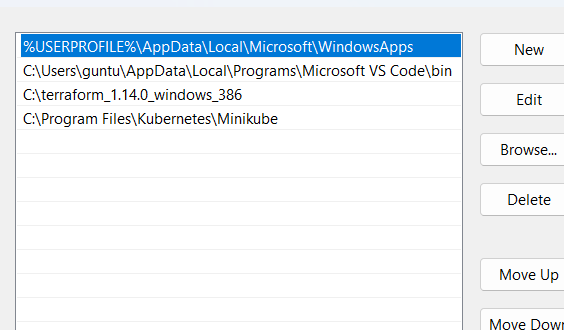 %USERPROFILE%\AppData\Local\Microsoft\WindowsApps
C:\Users\guntu\AppData\Local\Programs\Microsoft VS Code\bin
C:\terraform_1.14.0_windows_386
C:\Program Files\Kubernetes\Minikube
New
Edit
Browse...
Delete
Move Up
Move Down